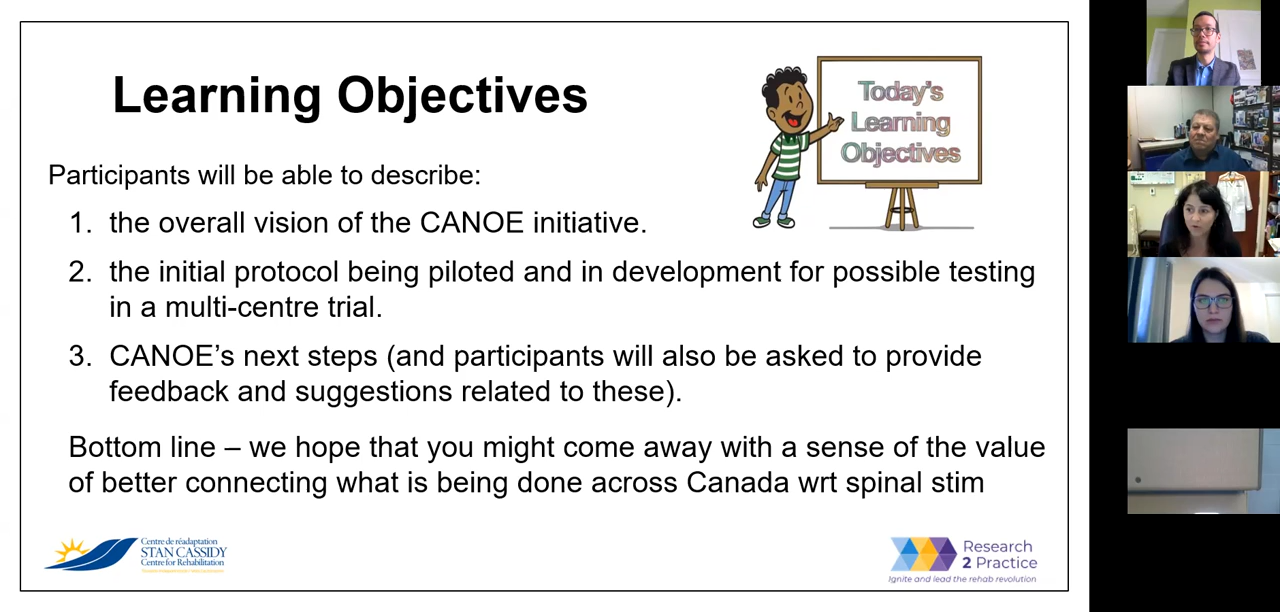 Learning Objectives
Today's
Learning
Objectives
Participants will be able to describe:
1. the overall vision of the CANOE initiative.
2. the initial protocol being piloted and in development for possible testing
in a multi-centre trial.
3. CANOE’s next steps (and participants will also be asked to provide
feedback and suggestions related to these).
Bottom line – we hope that you might come away with a sense of the value
of better connecting what is being done across Canada wrt spinal stim
Centre de réadaptation
STAN CASSIDY
Centre for Rehabilitation
Research
2 Practice
Ignite and lead the rehab revolution